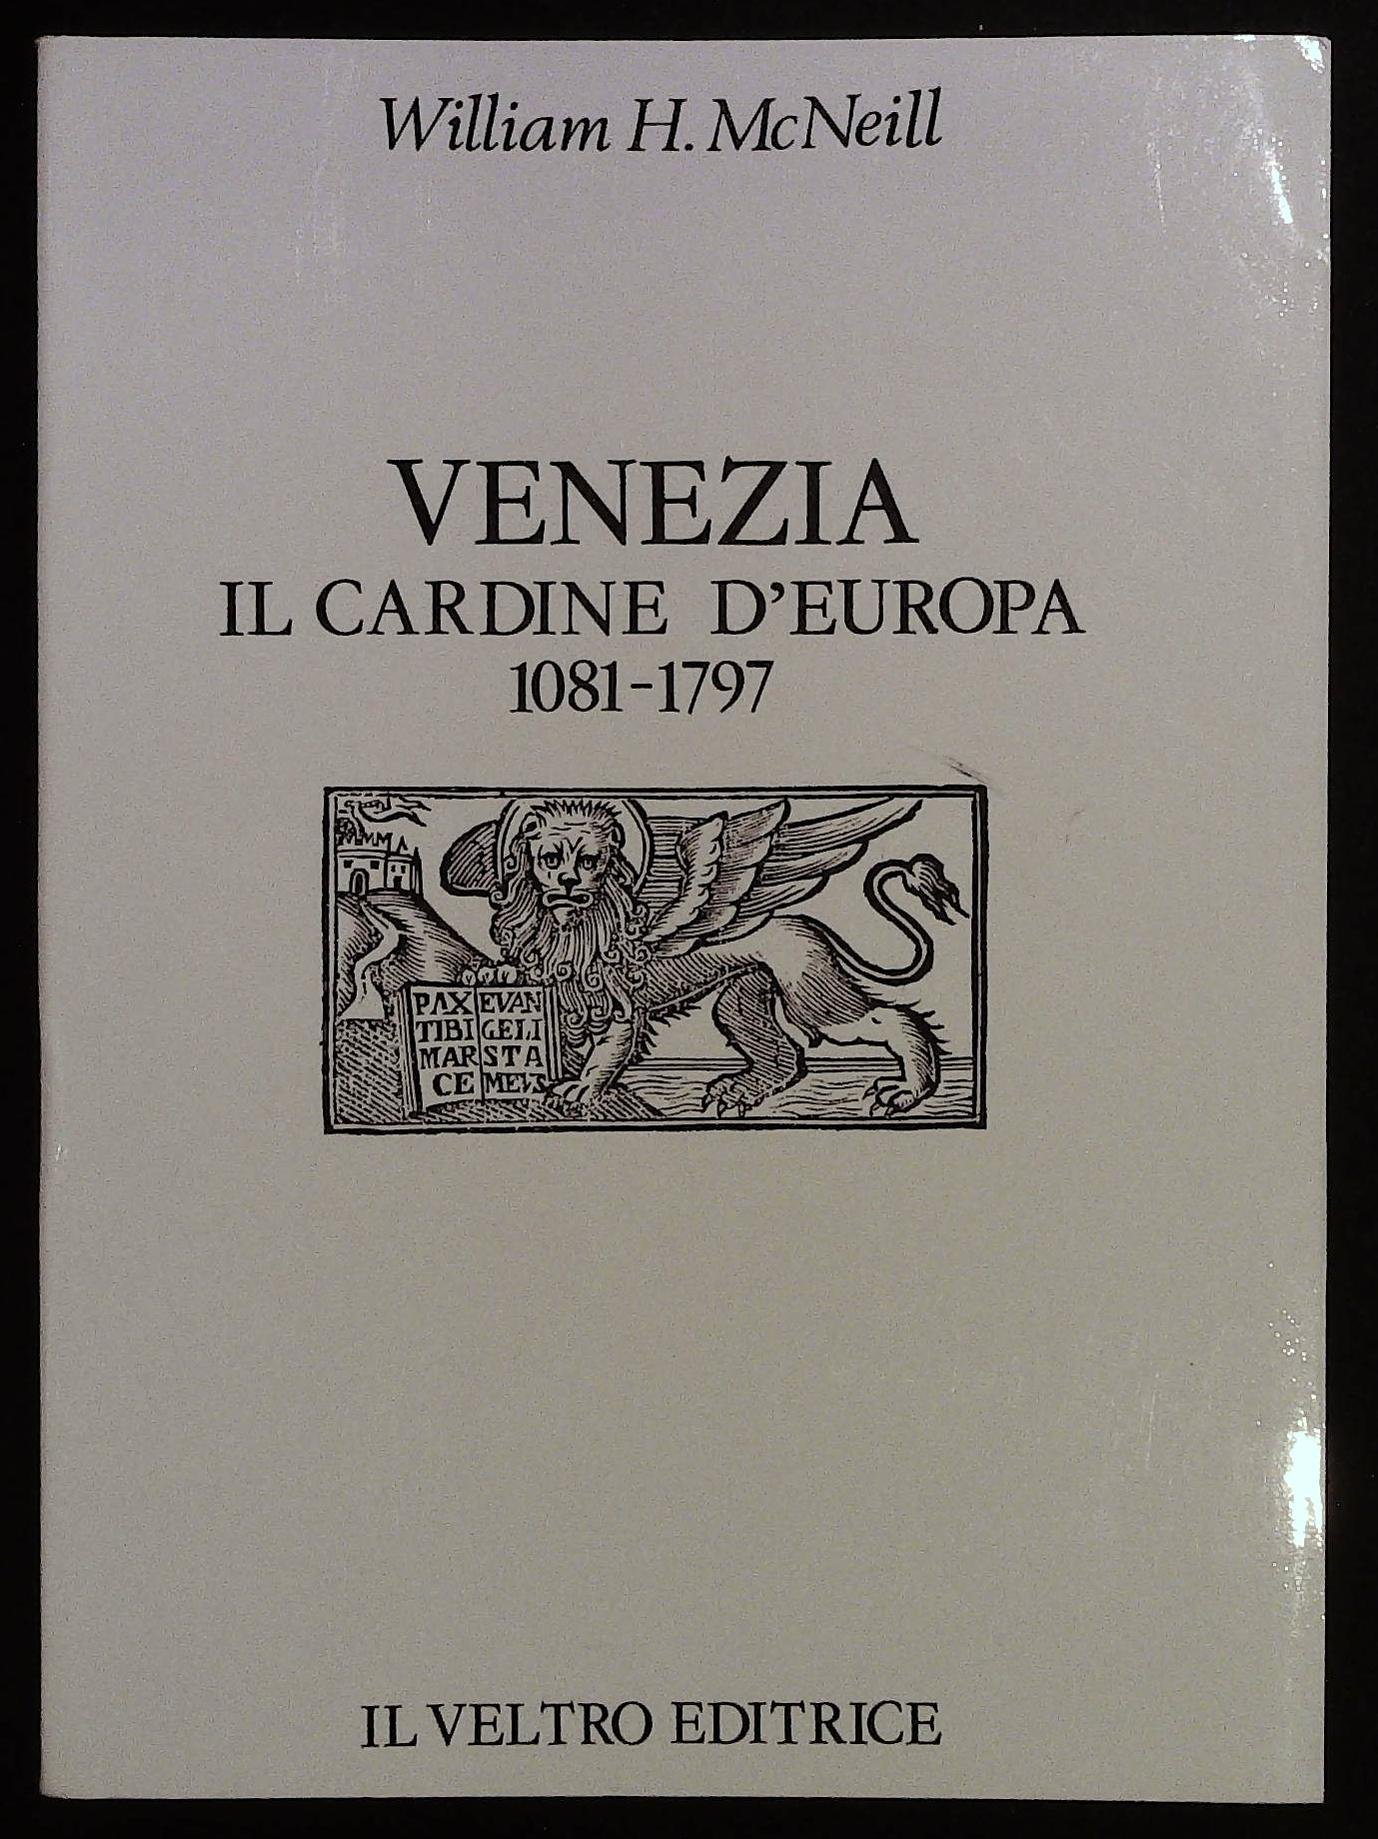 William H. McNeill
VENEZIA
IL CARDINE D'EUROPA
1081-1797
PAX EVAN
TIBI GELI
MAR STA
CE MEVS
IL VELTRO EDITRICE